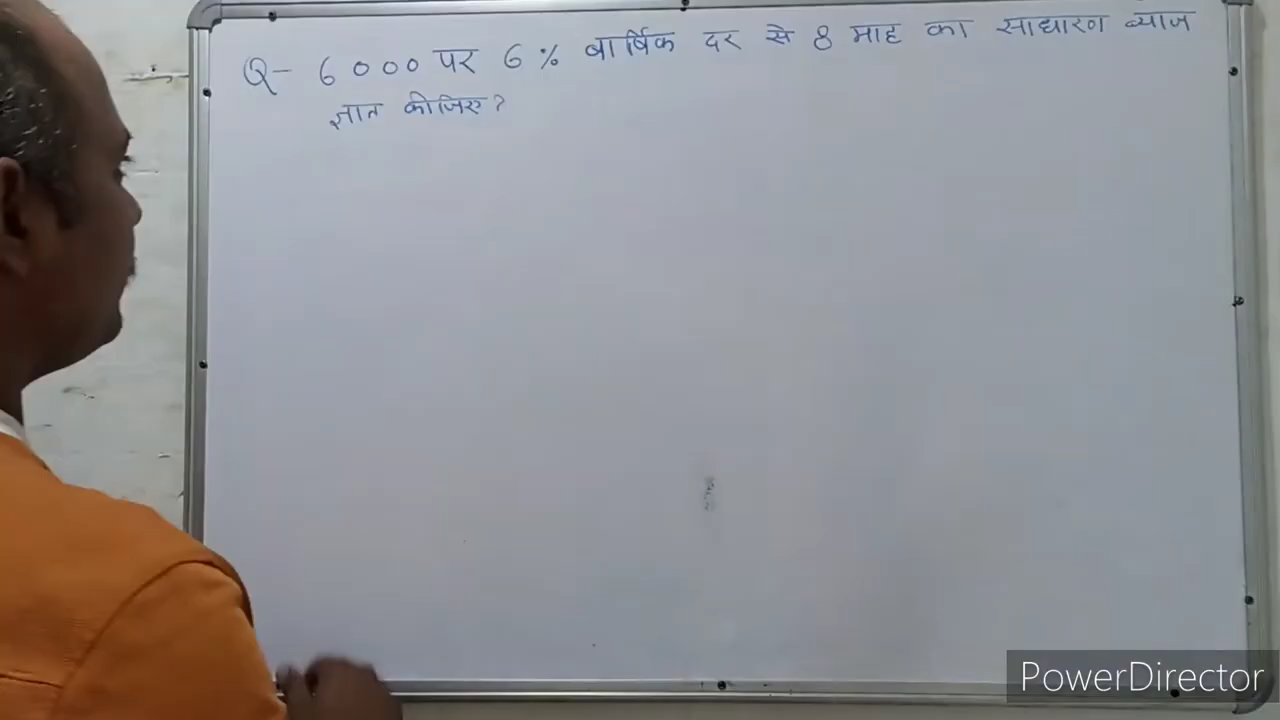 Q- 6000 पर 6% वार्षिक दर से 8 माह का साधारण ब्याज
ज्ञात कीजिए?
PowerDirector